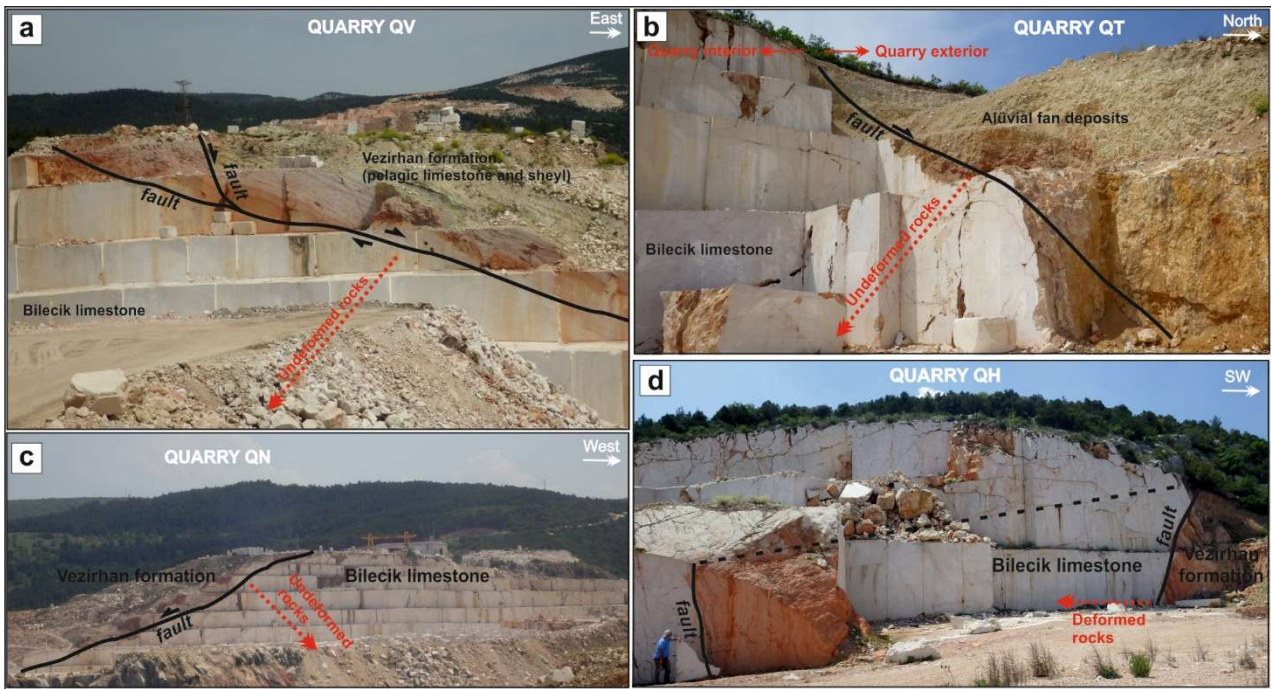 a
QUARRY QV
East
fault
fault
Vezirhan formation
(pelagic limestone and sheyl)
Bilecik limestone
Undeformed rocks
b
QUARRY QT
North
Quarry interior
Quarry exterior
fault
Alüvial fan deposits
Bilecik limestone
Undeformed rocks
c
QUARRY QN
West
Vezirhan formation
Bilecik limestone
fault
Undeformed
rocks
d
QUARRY QH
SW
fault
Bilecik limestone
fault
Vezirhan
formation
Deformed
rocks